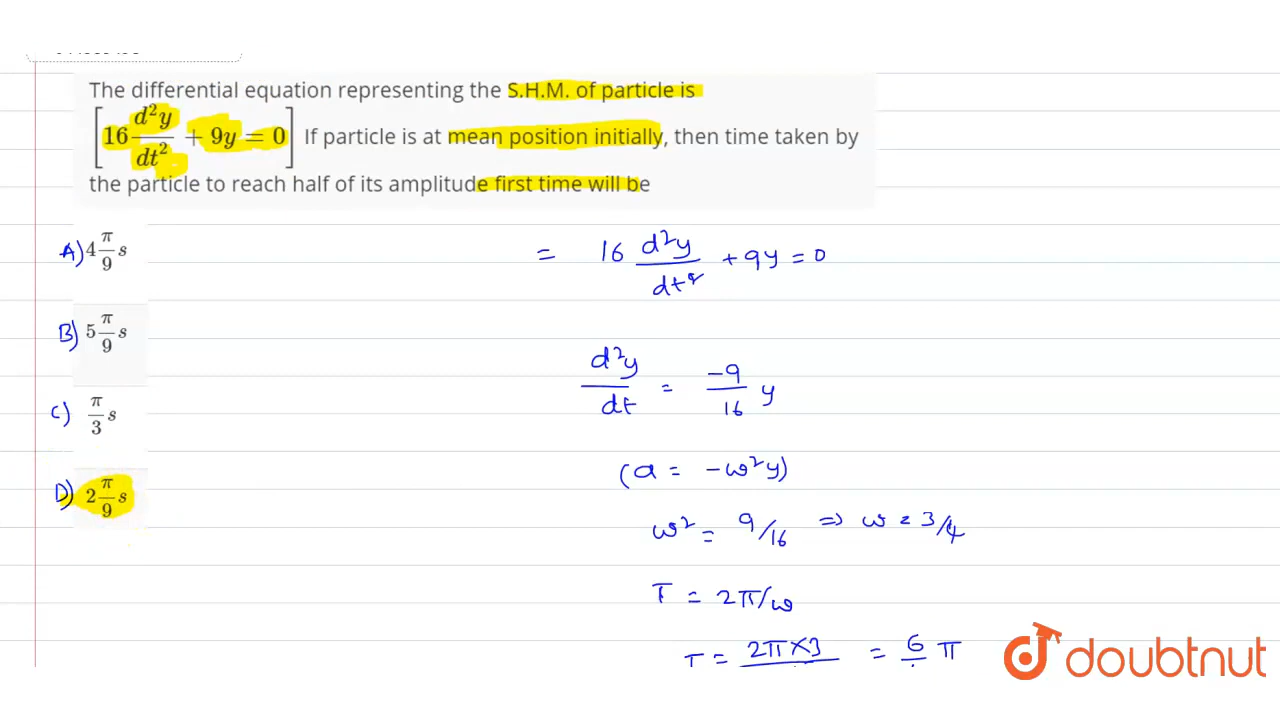 The differential equation representing the S.H.M. of particle is
[16 d²y/dt² + 9y = 0] If particle is at mean position initially, then time taken by
the particle to reach half of its amplitude first time will be
A) 4 π/9 s
B) 5 π/9 s
C) π/3 s
D) 2 π/9 s
= 16 d²y/dt² + 9y = 0
d²y/dt = -9/16 y
(a = -ω²y)
ω² = 9/16 ⇒ ω = 3/4
T = 2π/ω
T = 2π×3 = 6 π
doubtnut